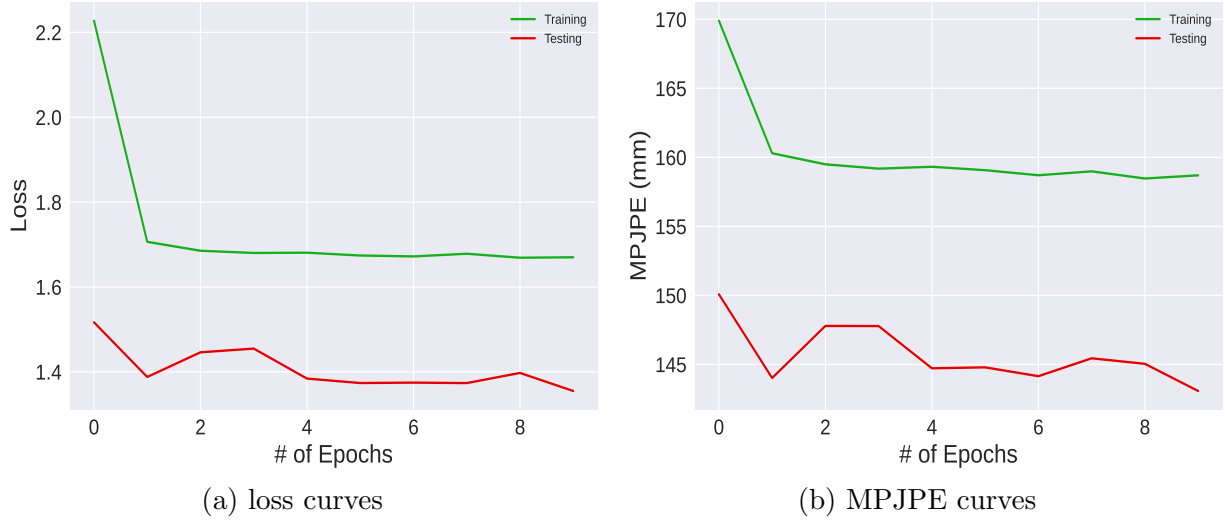 Training
Testing
2.2
2.0
1.8
1.6
1.4
Loss
0 2 4 6 8
# of Epochs
(a) loss curves
Training
Testing
170
165
160
155
150
145
MPJPE (mm)
0 2 4 6 8
# of Epochs
(b) MPJPE curves